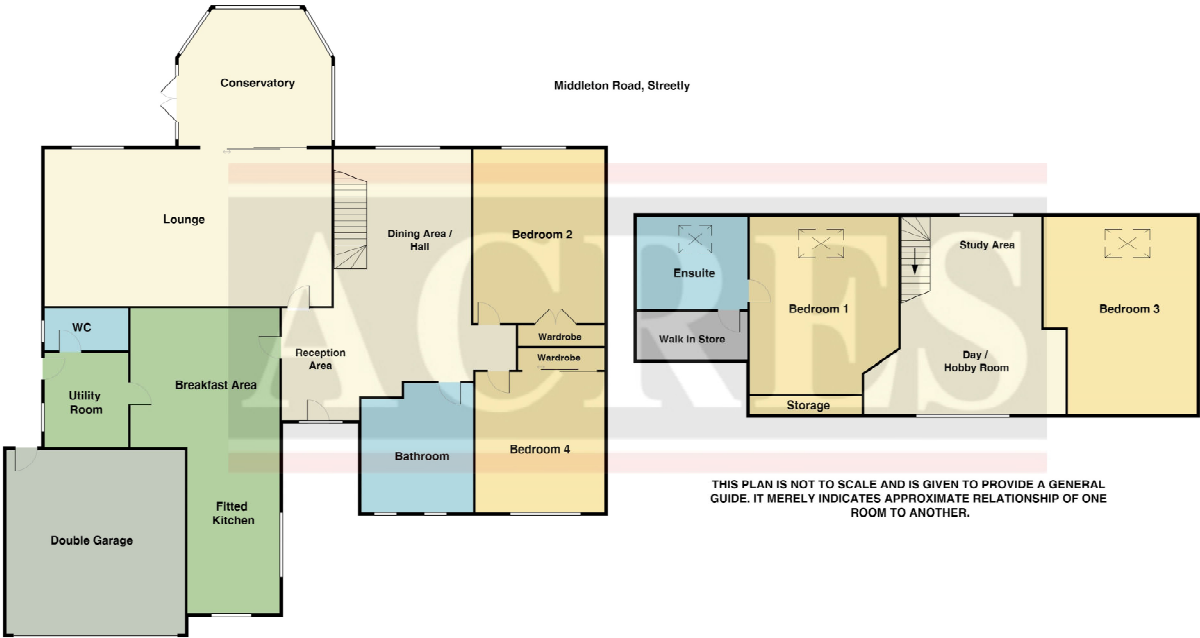 Conservatory
Middleton Road, Streetly
Lounge
Dining Area /
Hall
Bedroom 2
WC
Reception
Area
Wardrobe
Wardrobe
Breakfast Area
Utility
Room
Bathroom
Bedroom 4
Fitted
Kitchen
Double Garage
Ensuite
Study Area
Bedroom 1
Bedroom 3
Walk In Store
Day /
Hobby Room
Storage
ACRES
THIS PLAN IS NOT TO SCALE AND IS GIVEN TO PROVIDE A GENERAL
GUIDE. IT MERELY INDICATES APPROXIMATE RELATIONSHIP OF ONE
ROOM TO ANOTHER.